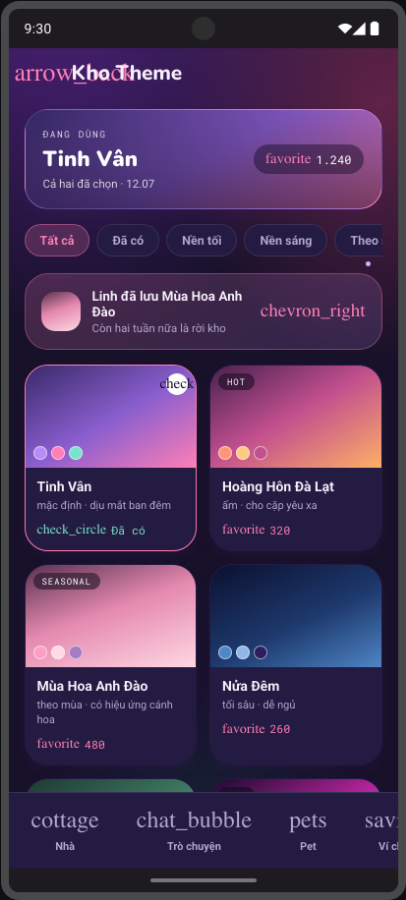 9:30
arrow_back
Kho Theme
ĐANG DÙNG
Tinh Vân
favorite 1.240
Cả hai đã chọn · 12.07
Tất cả
Đã có
Nền tối
Nền sáng
Theo
Linh đã lưu Mùa Hoa Anh
Đào
chevron_right
Còn hai tuần nữa là rời kho
check
Tinh Vân
mặc định · dịu mắt ban đêm
check_circle Đã có
HOT
Hoàng Hôn Đà Lạt
ấm · cho cặp yêu xa
favorite 320
SEASONAL
Mùa Hoa Anh Đào
theo mùa · có hiệu ứng cánh
hoa
favorite 480
Nửa Đêm
tối sâu · dễ ngủ
favorite 260
cottage
Nhà
chat_bubble
Trò chuyện
pets
Pet
sav
Ví c